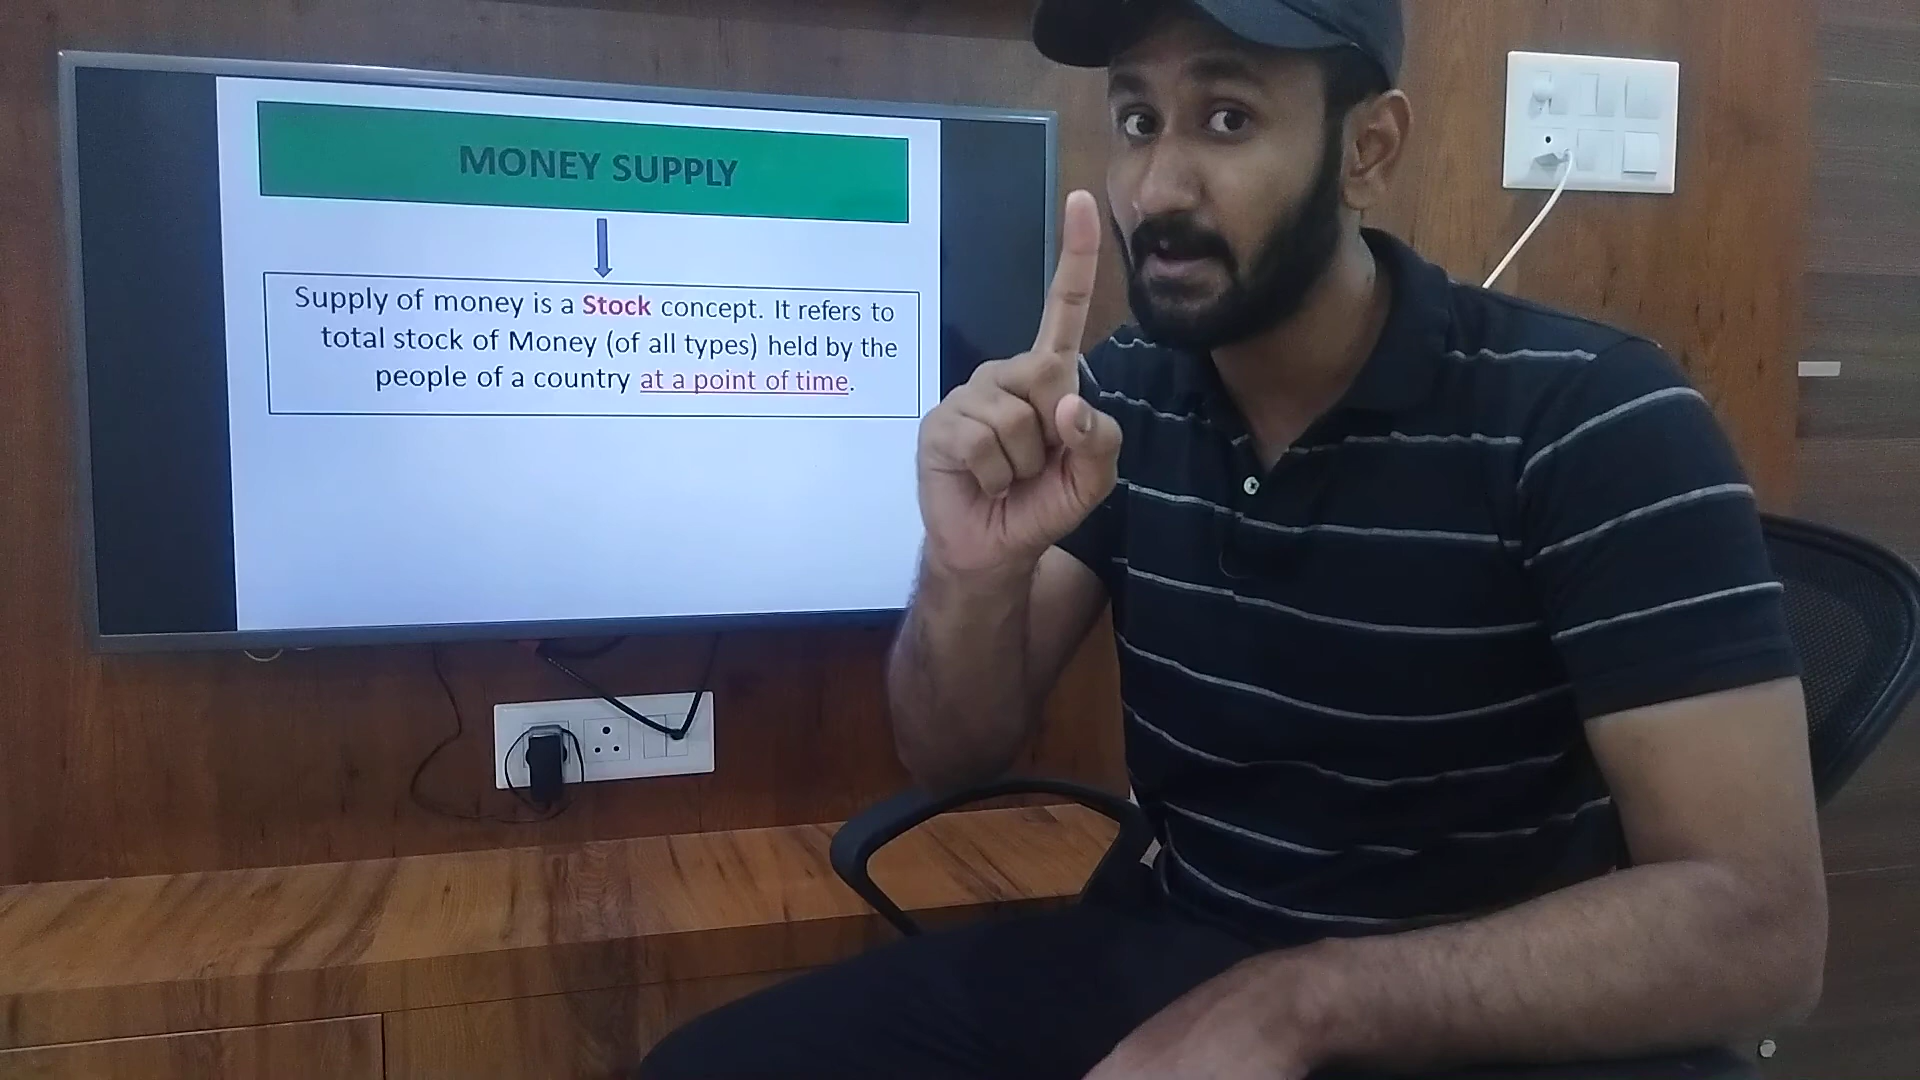 MONEY SUPPLY
Supply of money is a Stock concept. It refers to
total stock of Money (of all types) held by the
people of a country at a point of time.